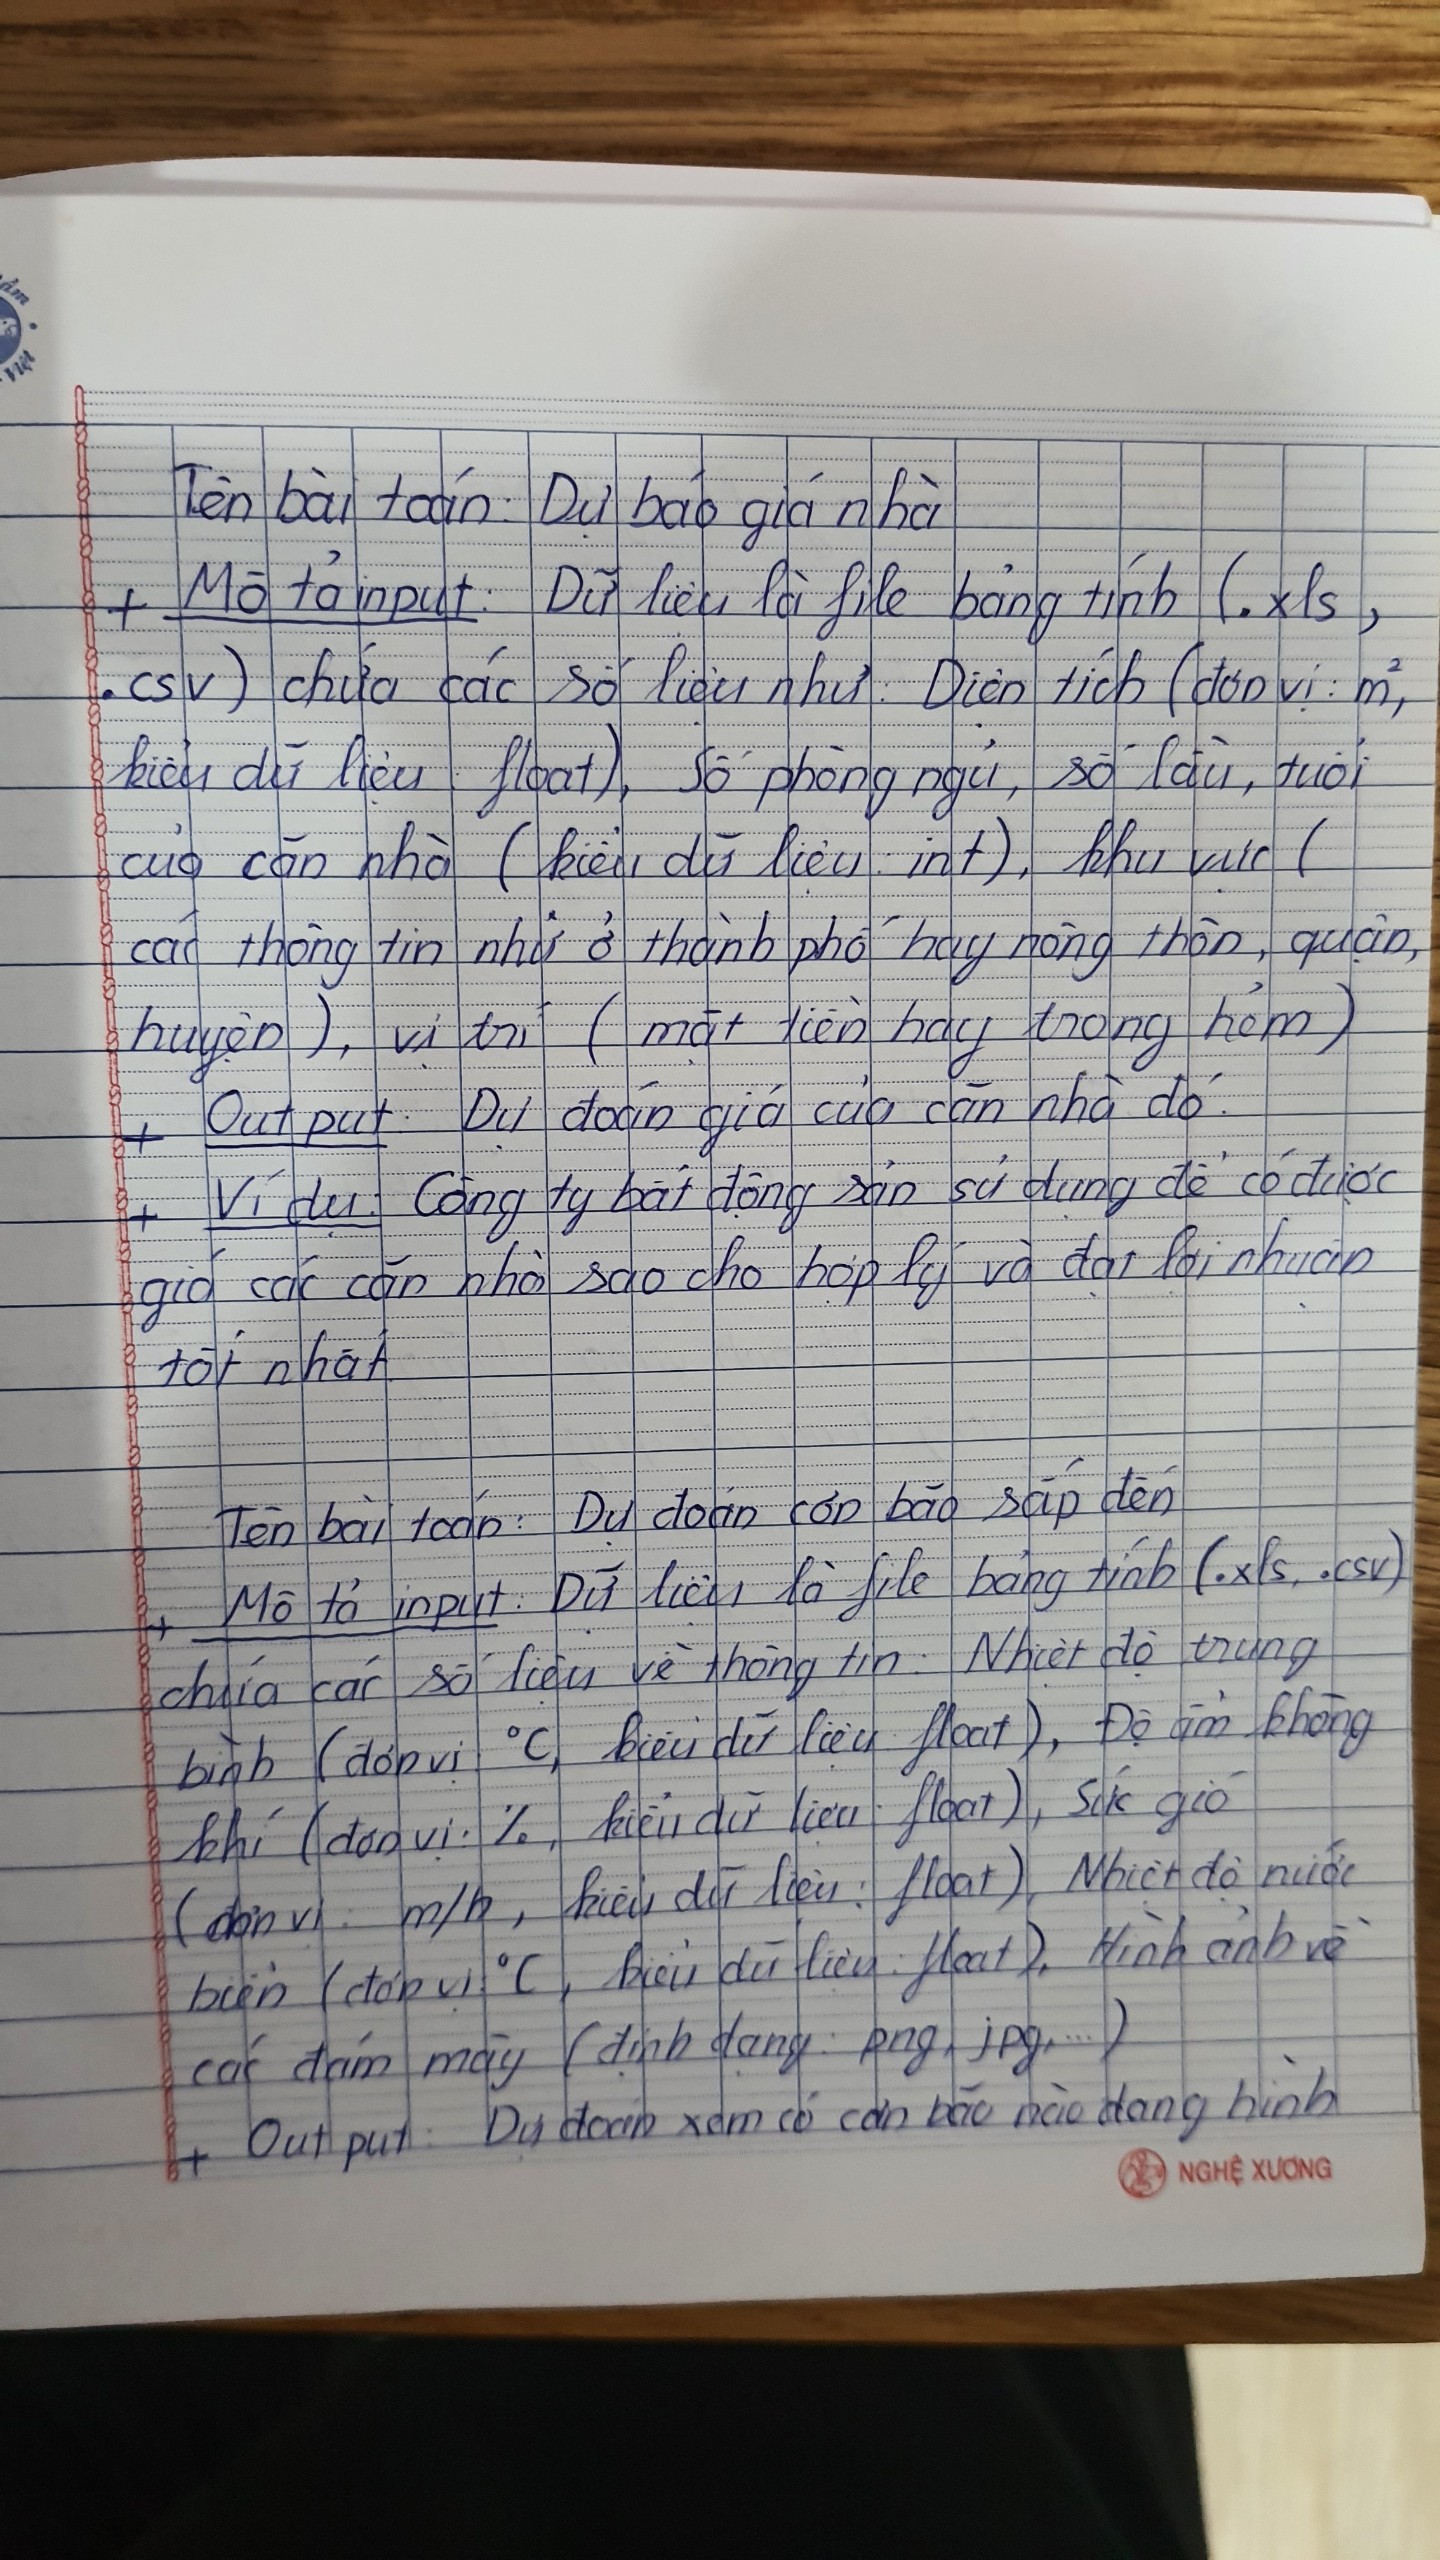 Tên bài toán: Dự báo giá nhà
+ Mô tả input: Dữ liệu là file bảng tính (.xls,
.csv) chứa các số liệu như: Diện tích (đơn vị: m²,
kiểu dữ liệu: float), Số phòng ngủ, số lầu, tuổi
của căn nhà (kiểu dữ liệu: int), khu vực (
các thông tin như ở thành phố hay nông thôn, quận,
huyện), vị trí (mặt tiền hay trong hẻm)
+ Output: Dự đoán giá của căn nhà đó.
+ Ví dụ: Công ty bất động sản sử dụng để có được
giá các căn nhà sao cho hợp lý và đạt lợi nhuận
tốt nhất
Tên bài toán: Dự đoán cơn bão sắp đến
+ Mô tả input: Dữ liệu là file bảng tính (.xls, .csv)
chứa các số liệu về thông tin: Nhiệt độ trung
bình (đơn vị °C, kiểu dữ liệu float), Độ ẩm không
khí (đơn vị: %, kiểu dữ liệu: float), Sức gió
(đơn vị: m/h, kiểu dữ liệu: float), Nhiệt độ nước
biển (đơn vị: °C, kiểu dữ liệu: float), Hình ảnh về
các đám mây (định dạng: png, jpg,...)
+ Output: Dự đoán xem có cơn bão nào đang hình
NGHỆ XƯƠNG
Việt